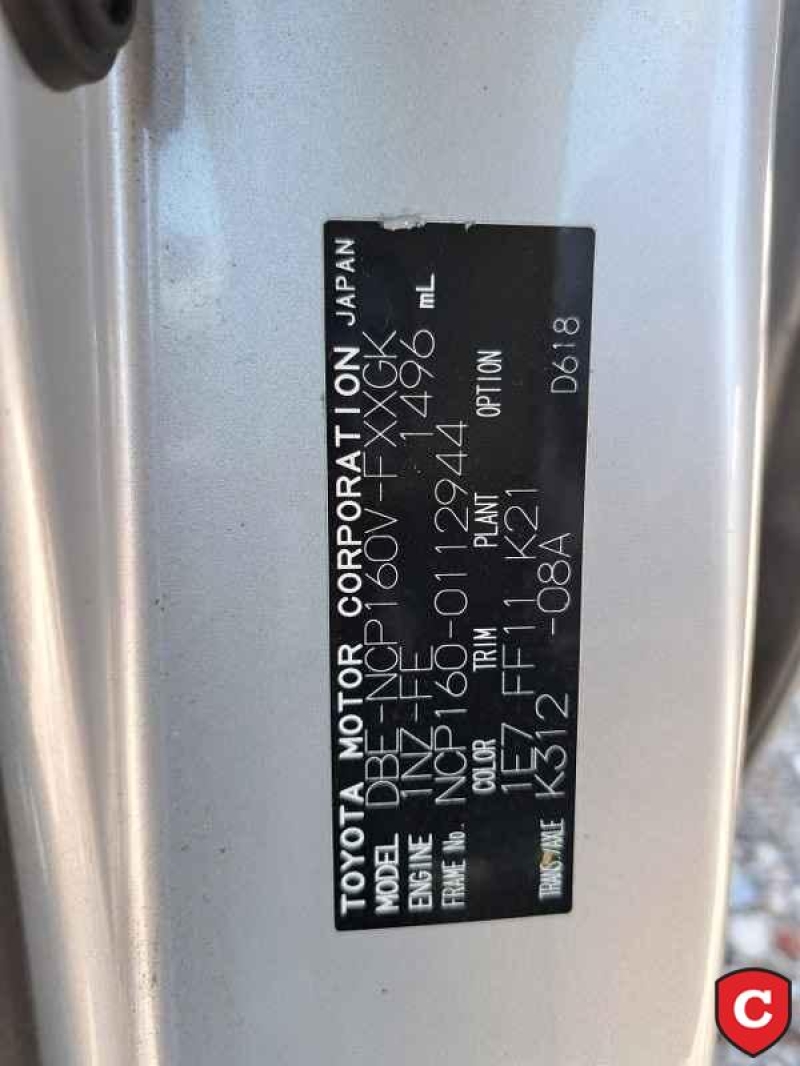 TOYOTA MOTOR CORPORATION JAPAN
MODEL DBE-NCP160V-FXXGK
ENGINE 1NZ-FE 1496 mL
FRAME No. NCP160-0112944
COLOR TRIM PLANT OPTION
1E7 FF11 K21
TRANS/AXLE K312 -08A D618
C